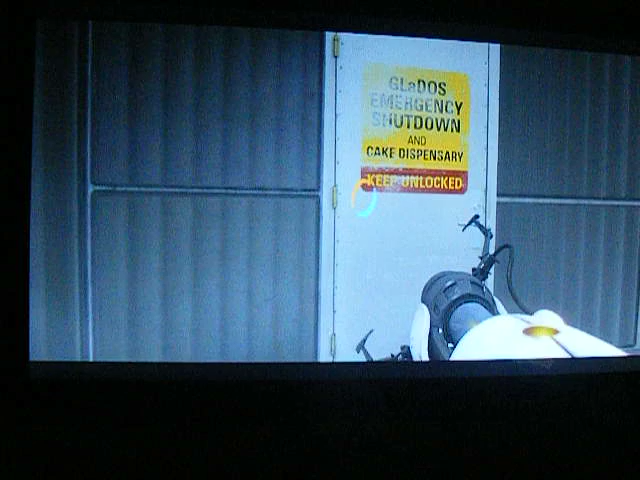 GLaDOS
EMERGENCY
SHUTDOWN
AND
CAKE DISPENSARY
KEEP UNLOCKED